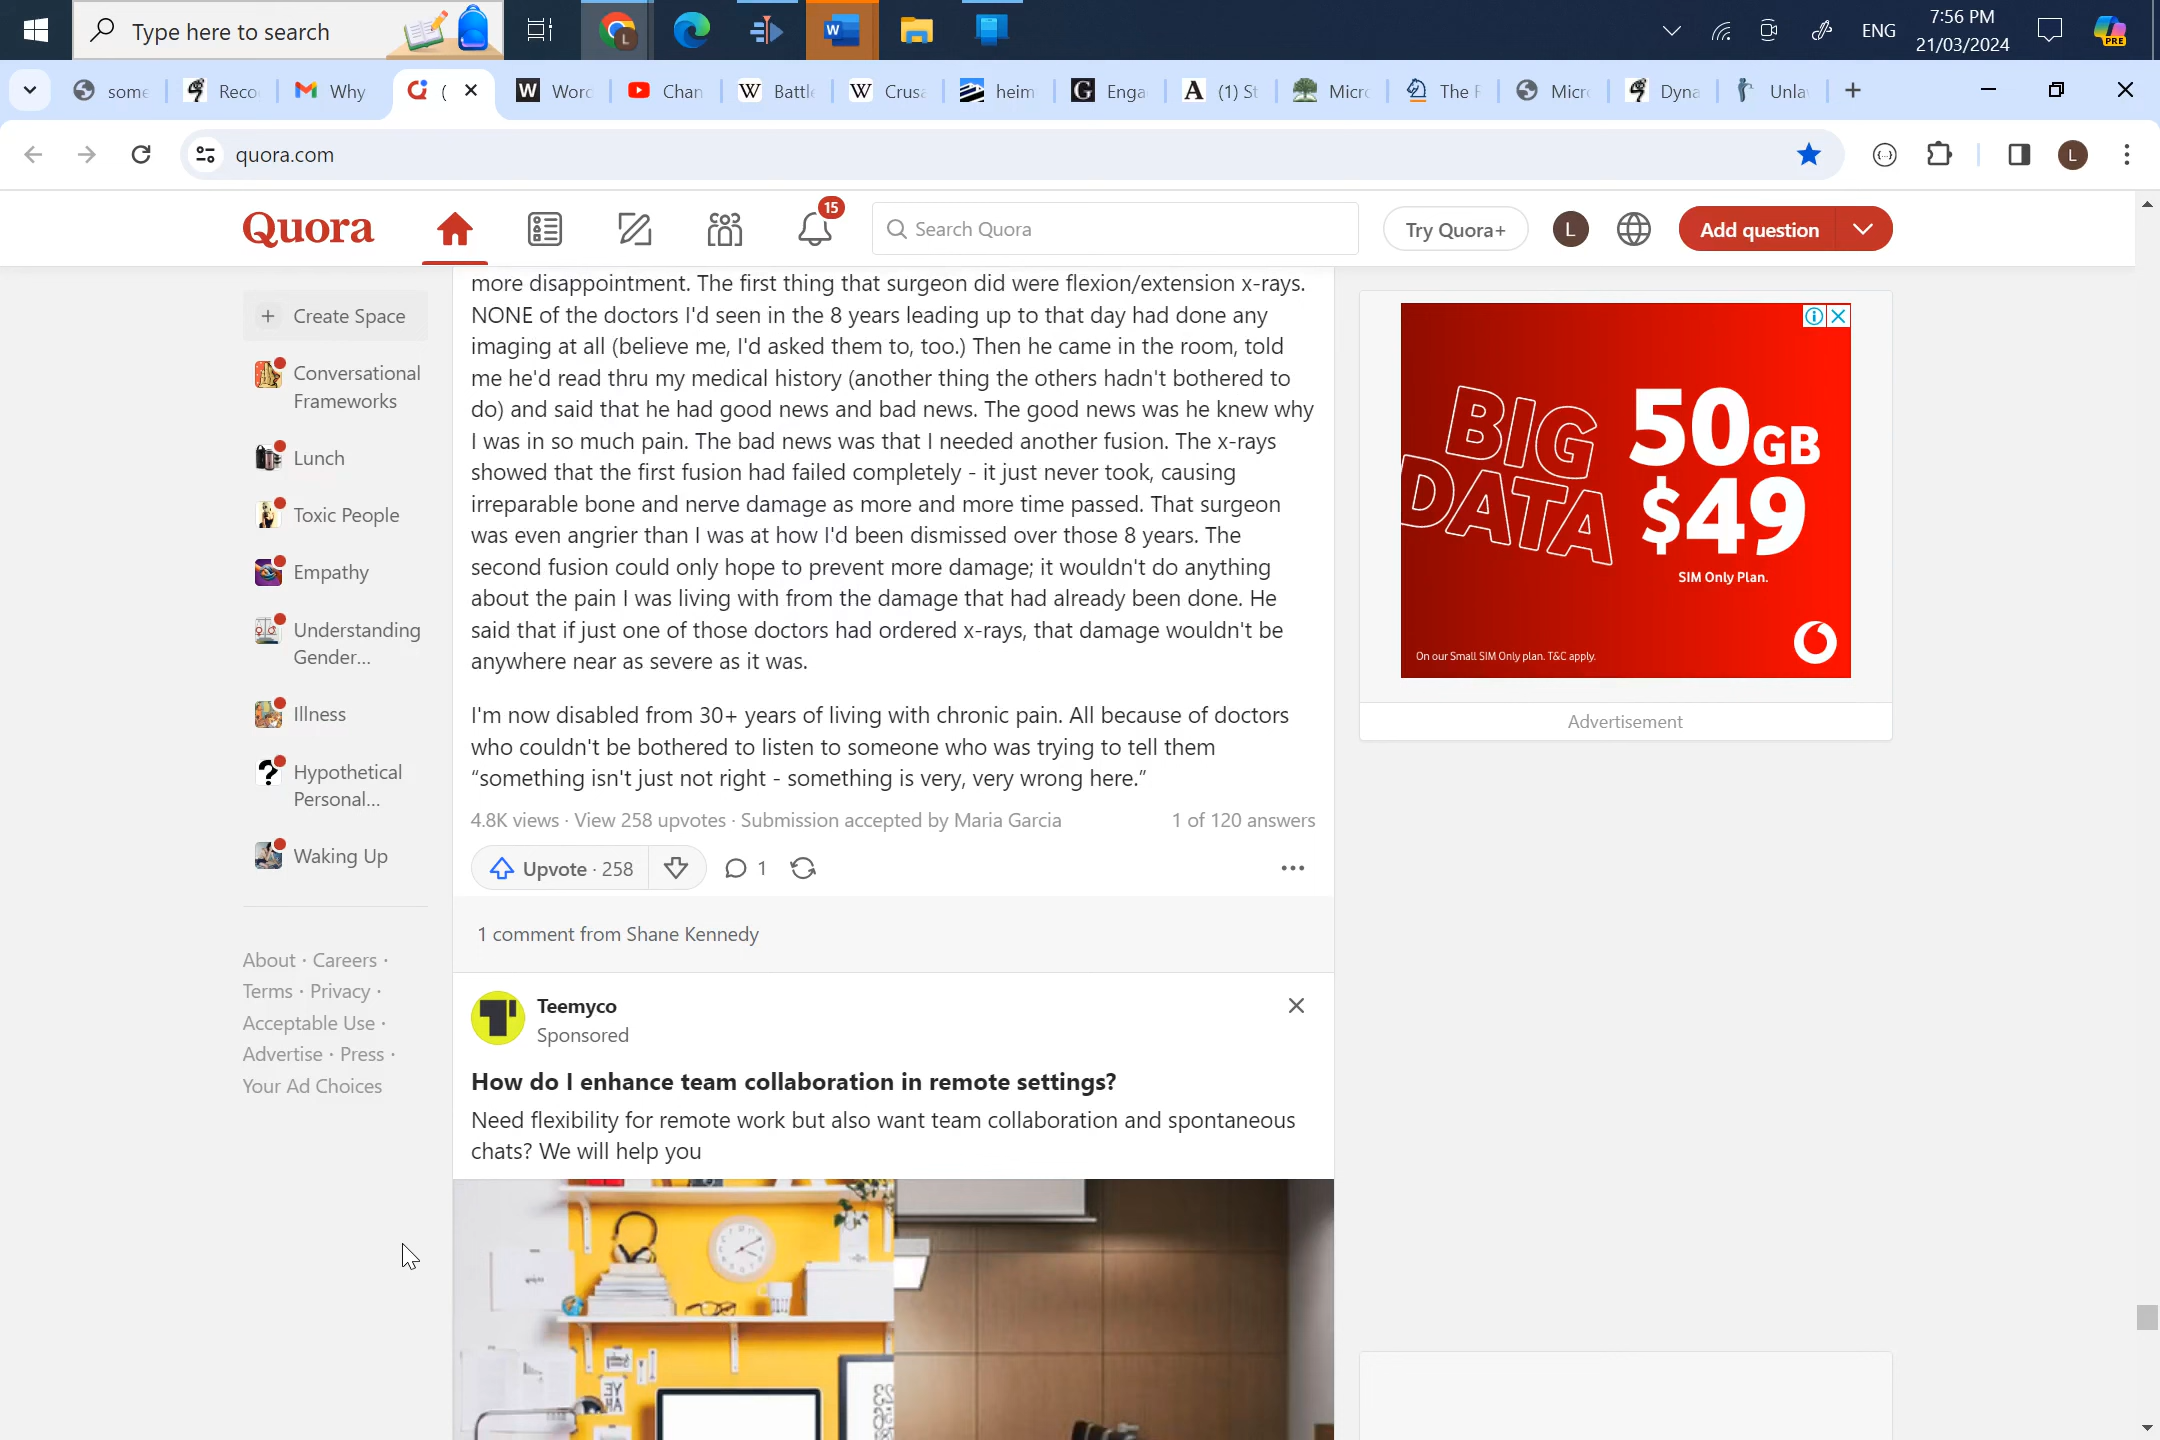 Type here to search
ENG
7:56 PM
21/03/2024
PRE
some
Reco
Why
(
Word
Chan
Battle
Crusa
heim
Enga
(1) St
Micro
The F
Micro
Dyna
Unla
quora.com
L
Quora
15
Search Quora
Try Quora+
L
Add question
Create Space
Conversational
Frameworks
Lunch
Toxic People
Empathy
Understanding
Gender...
Illness
Hypothetical
Personal...
Waking Up
About · Careers ·
Terms · Privacy ·
Acceptable Use ·
Advertise · Press ·
Your Ad Choices
more disappointment. The first thing that surgeon did were flexion/extension x-rays.
NONE of the doctors I'd seen in the 8 years leading up to that day had done any
imaging at all (believe me, I'd asked them to, too.) Then he came in the room, told
me he'd read thru my medical history (another thing the others hadn't bothered to
do) and said that he had good news and bad news. The good news was he knew why
I was in so much pain. The bad news was that I needed another fusion. The x-rays
showed that the first fusion had failed completely - it just never took, causing
irreparable bone and nerve damage as more and more time passed. That surgeon
was even angrier than I was at how I'd been dismissed over those 8 years. The
second fusion could only hope to prevent more damage; it wouldn't do anything
about the pain I was living with from the damage that had already been done. He
said that if just one of those doctors had ordered x-rays, that damage wouldn't be
anywhere near as severe as it was.
I'm now disabled from 30+ years of living with chronic pain. All because of doctors
who couldn't be bothered to listen to someone who was trying to tell them
“something isn't just not right - something is very, very wrong here.”
4.8K views · View 258 upvotes · Submission accepted by Maria Garcia
1 of 120 answers
Upvote · 258
1
1 comment from Shane Kennedy
Teemyco
Sponsored
How do I enhance team collaboration in remote settings?
Need flexibility for remote work but also want team collaboration and spontaneous
chats? We will help you
YE
AH
BIG
DATA
50GB
$49
SIM Only Plan.
On our Small SIM Only plan. T&C apply.
Advertisement